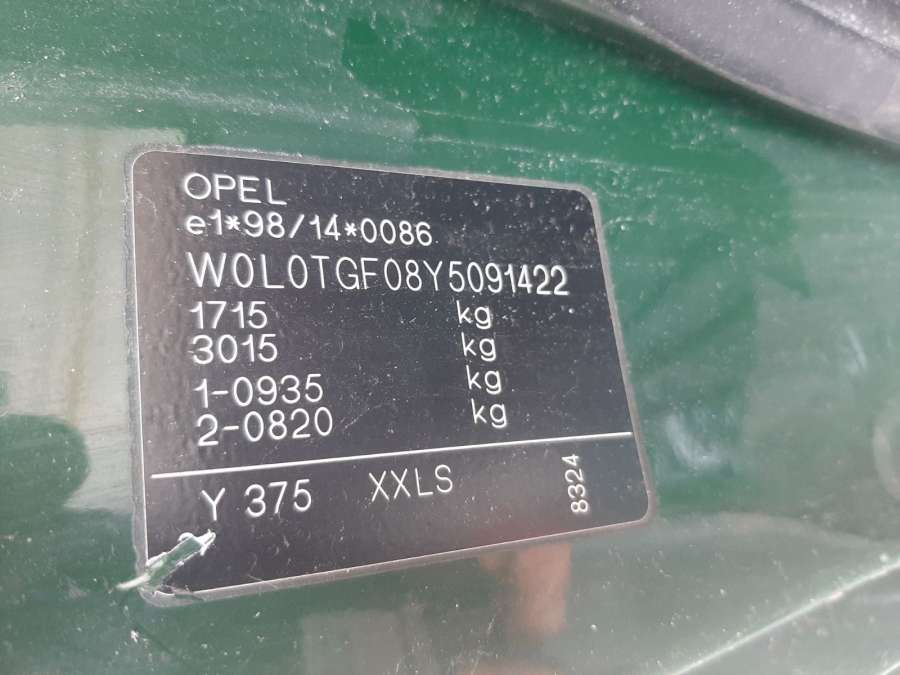 OPEL
e1*98/14*0086
W0L0TGF08Y5091422
1715 kg
3015 kg
1-0935 kg
2-0820 kg
Y 375 XXLS 8324